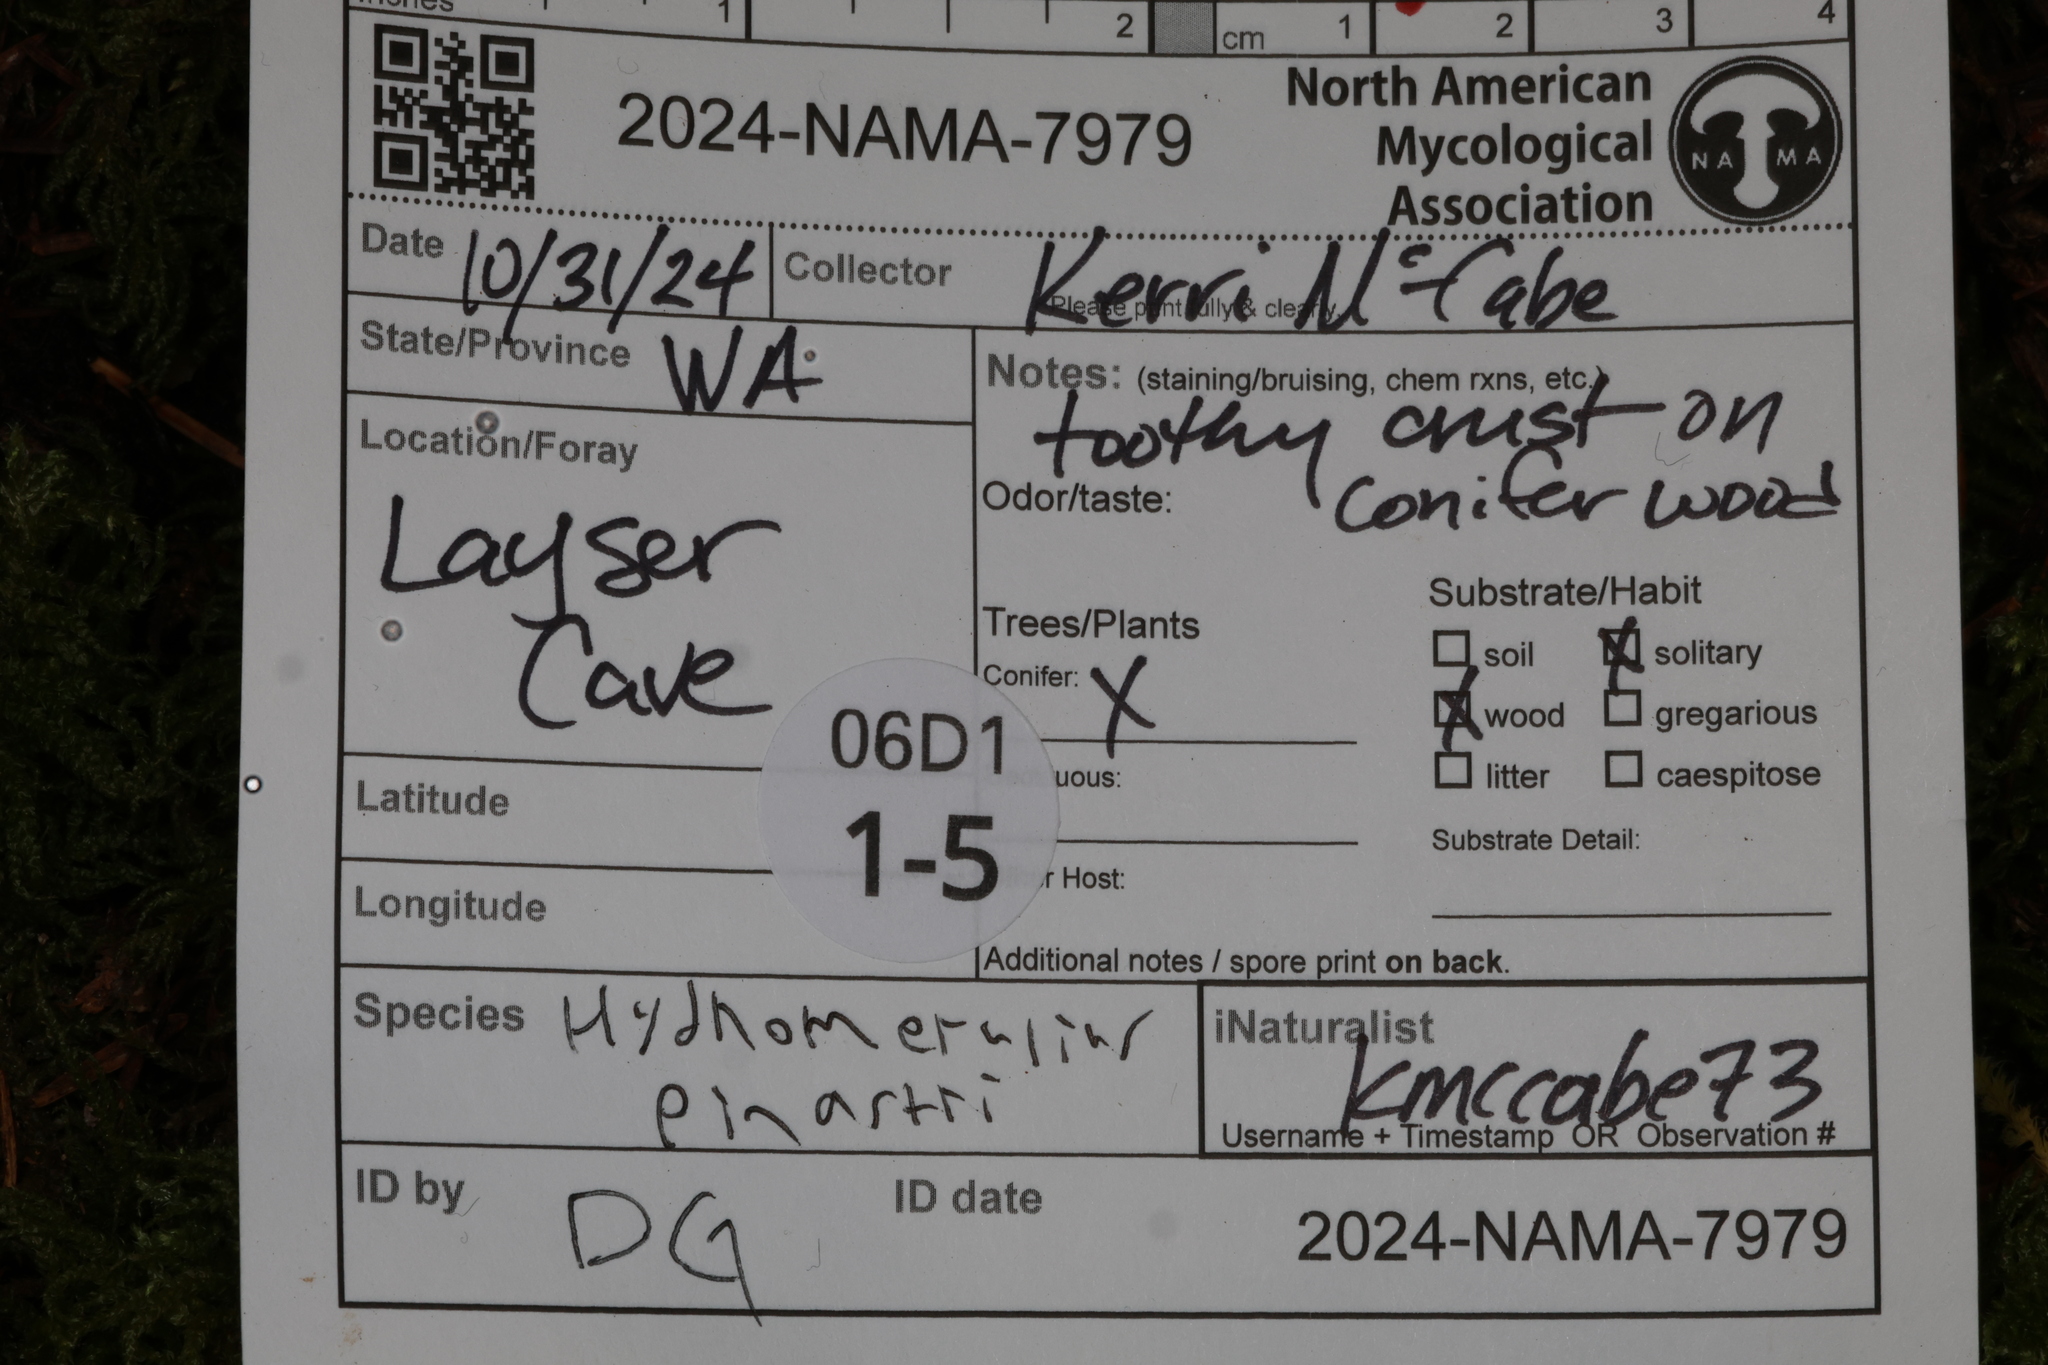 inches 1 2 cm 1 2 3 4
2024-NAMA-7979
North American
Mycological
Association
NA MA
Date 10/31/24 Collector Kerri McCabe
Please print fully & clearly
State/Province WA
Notes: (staining/bruising, chem rxns, etc.)
toothy crust on
conifer wood
Location/Foray
Layser
Cave
Odor/taste:
Trees/Plants
Conifer: X
uous:
r Host:
Substrate/Habit
soil X solitary
X wood gregarious
litter caespitose
Substrate Detail:
06D1
1-5
Latitude
Longitude
Additional notes / spore print on back.
Species Hydnomerulius
pinastri
iNaturalist
kmccabe73
Username + Timestamp OR Observation #
ID by DG ID date
2024-NAMA-7979